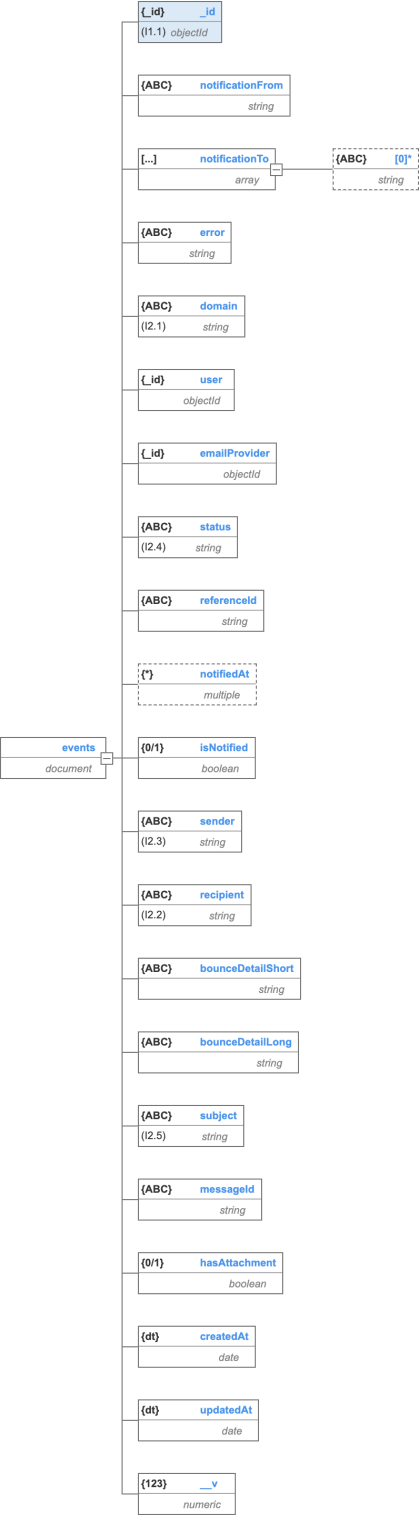 {_id} _id
(I1.1) objectId
{ABC} notificationFrom
string
[...] notificationTo
array
{ABC} [0]*
string
{ABC} error
string
{ABC} domain
(I2.1) string
{_id} user
objectId
{_id} emailProvider
objectId
{ABC} status
(I2.4) string
{ABC} referenceId
string
{*} notifiedAt
multiple
events
document
{0/1} isNotified
boolean
{ABC} sender
(I2.3) string
{ABC} recipient
(I2.2) string
{ABC} bounceDetailShort
string
{ABC} bounceDetailLong
string
{ABC} subject
(I2.5) string
{ABC} messageId
string
{0/1} hasAttachment
boolean
{dt} createdAt
date
{dt} updatedAt
date
{123} __v
numeric